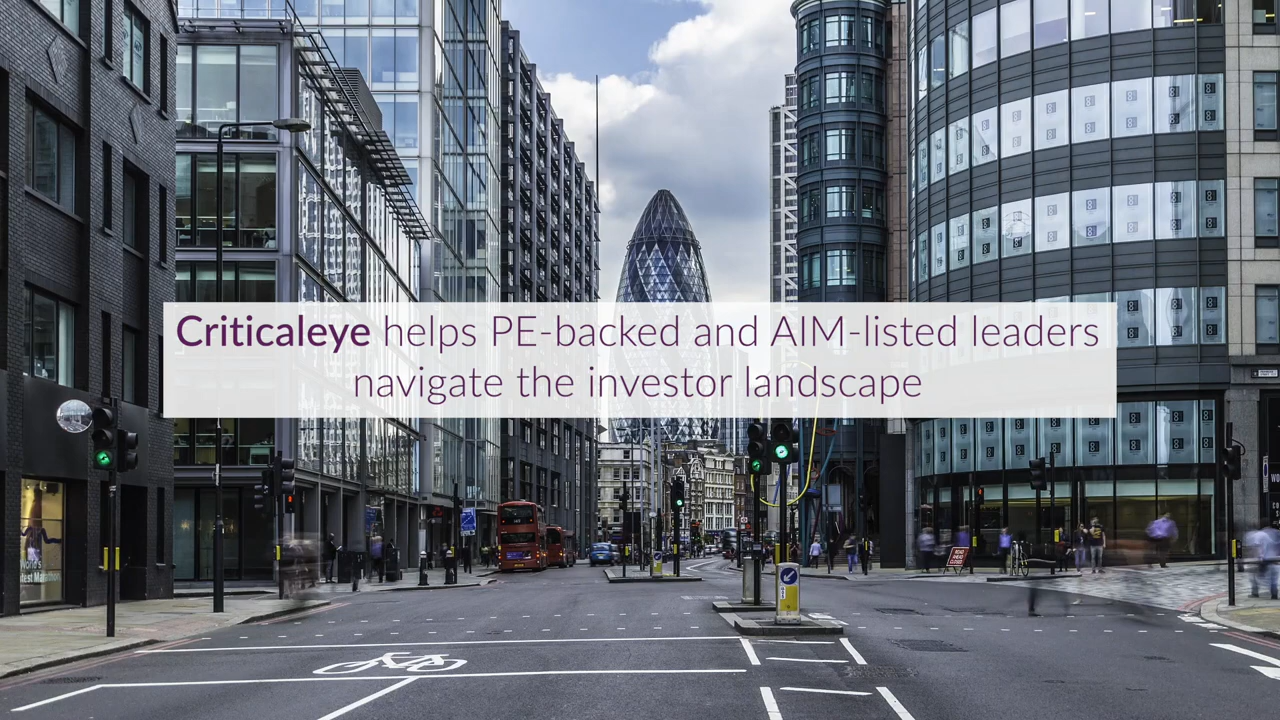 Criticaleye helps PE-backed and AIM-listed leaders
navigate the investor landscape